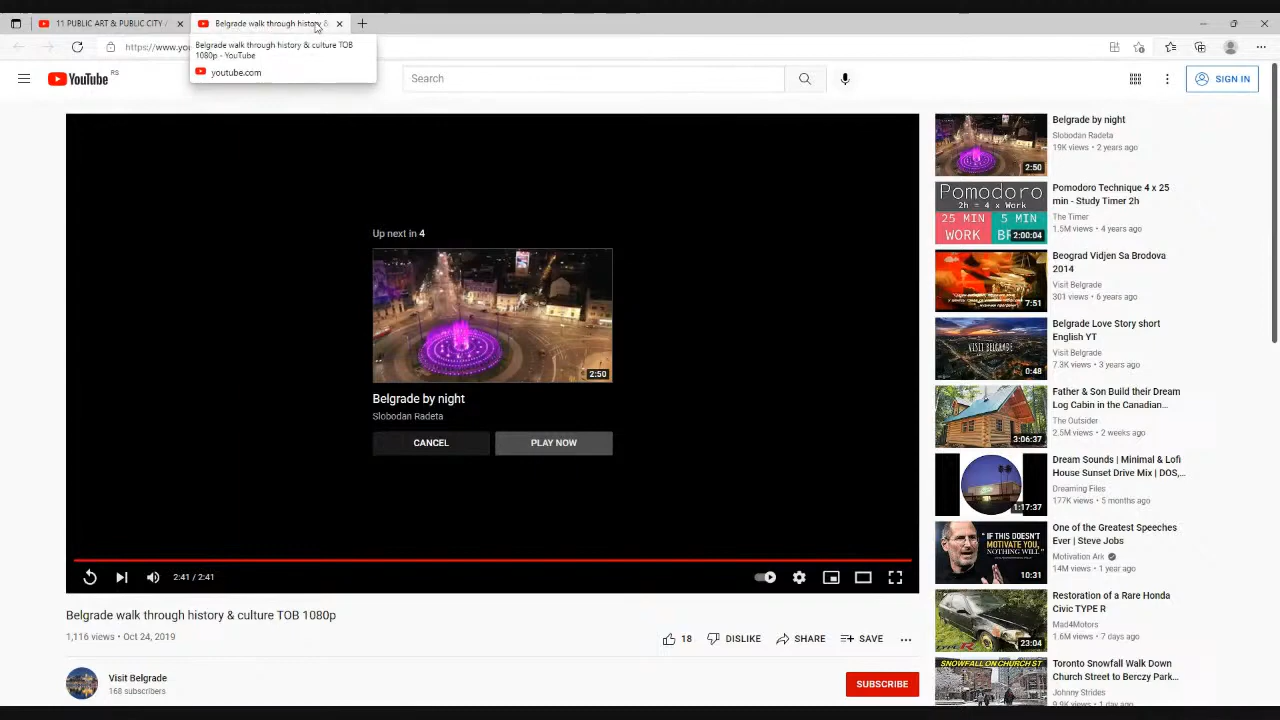 11 PUBLIC ART & PUBLIC CITY /
Belgrade walk through history &
https://www.you
Belgrade walk through history & culture TOB
1080p - YouTube
youtube.com
YouTube RS
Search
SIGN IN
Up next in 4
2:50
Belgrade by night
Slobodan Radeta
CANCEL
PLAY NOW
2:41 / 2:41
Belgrade walk through history & culture TOB 1080p
1,116 views • Oct 24, 2019
18
DISLIKE
SHARE
SAVE
Visit Belgrade
168 subscribers
SUBSCRIBE
2:50
Belgrade by night
Slobodan Radeta
19K views • 2 years ago
Pomodoro
2h = 4 x Work
25 MIN
WORK
5 MIN
BR
2:00:04
Pomodoro Technique 4 x 25
min - Study Timer 2h
The Timer
1.5M views • 4 years ago
7:51
Beograd Vidjen Sa Brodova
2014
Visit Belgrade
301 views • 6 years ago
VISIT BELGRADE
0:48
Belgrade Love Story short
English YT
Visit Belgrade
7.3K views • 3 years ago
3:06:37
Father & Son Build their Dream
Log Cabin in the Canadian...
The Outsider
2.5M views • 2 weeks ago
1:17:37
Dream Sounds | Minimal & Lofi
House Sunset Drive Mix | DOS,...
Dreaming Files
177K views • 5 months ago
"IF THIS DOESN'T
MOTIVATE YOU,
NOTHING WILL"
10:31
One of the Greatest Speeches
Ever | Steve Jobs
Motivation Ark
14M views • 1 year ago
TYPE R
23:04
Restoration of a Rare Honda
Civic TYPE R
Mad4Motors
1.6M views • 7 days ago
SNOWFALL ON CHURCH ST
Toronto Snowfall Walk Down
Church Street to Berczy Park...
Johnny Strides
9.9K views • 1 day ago